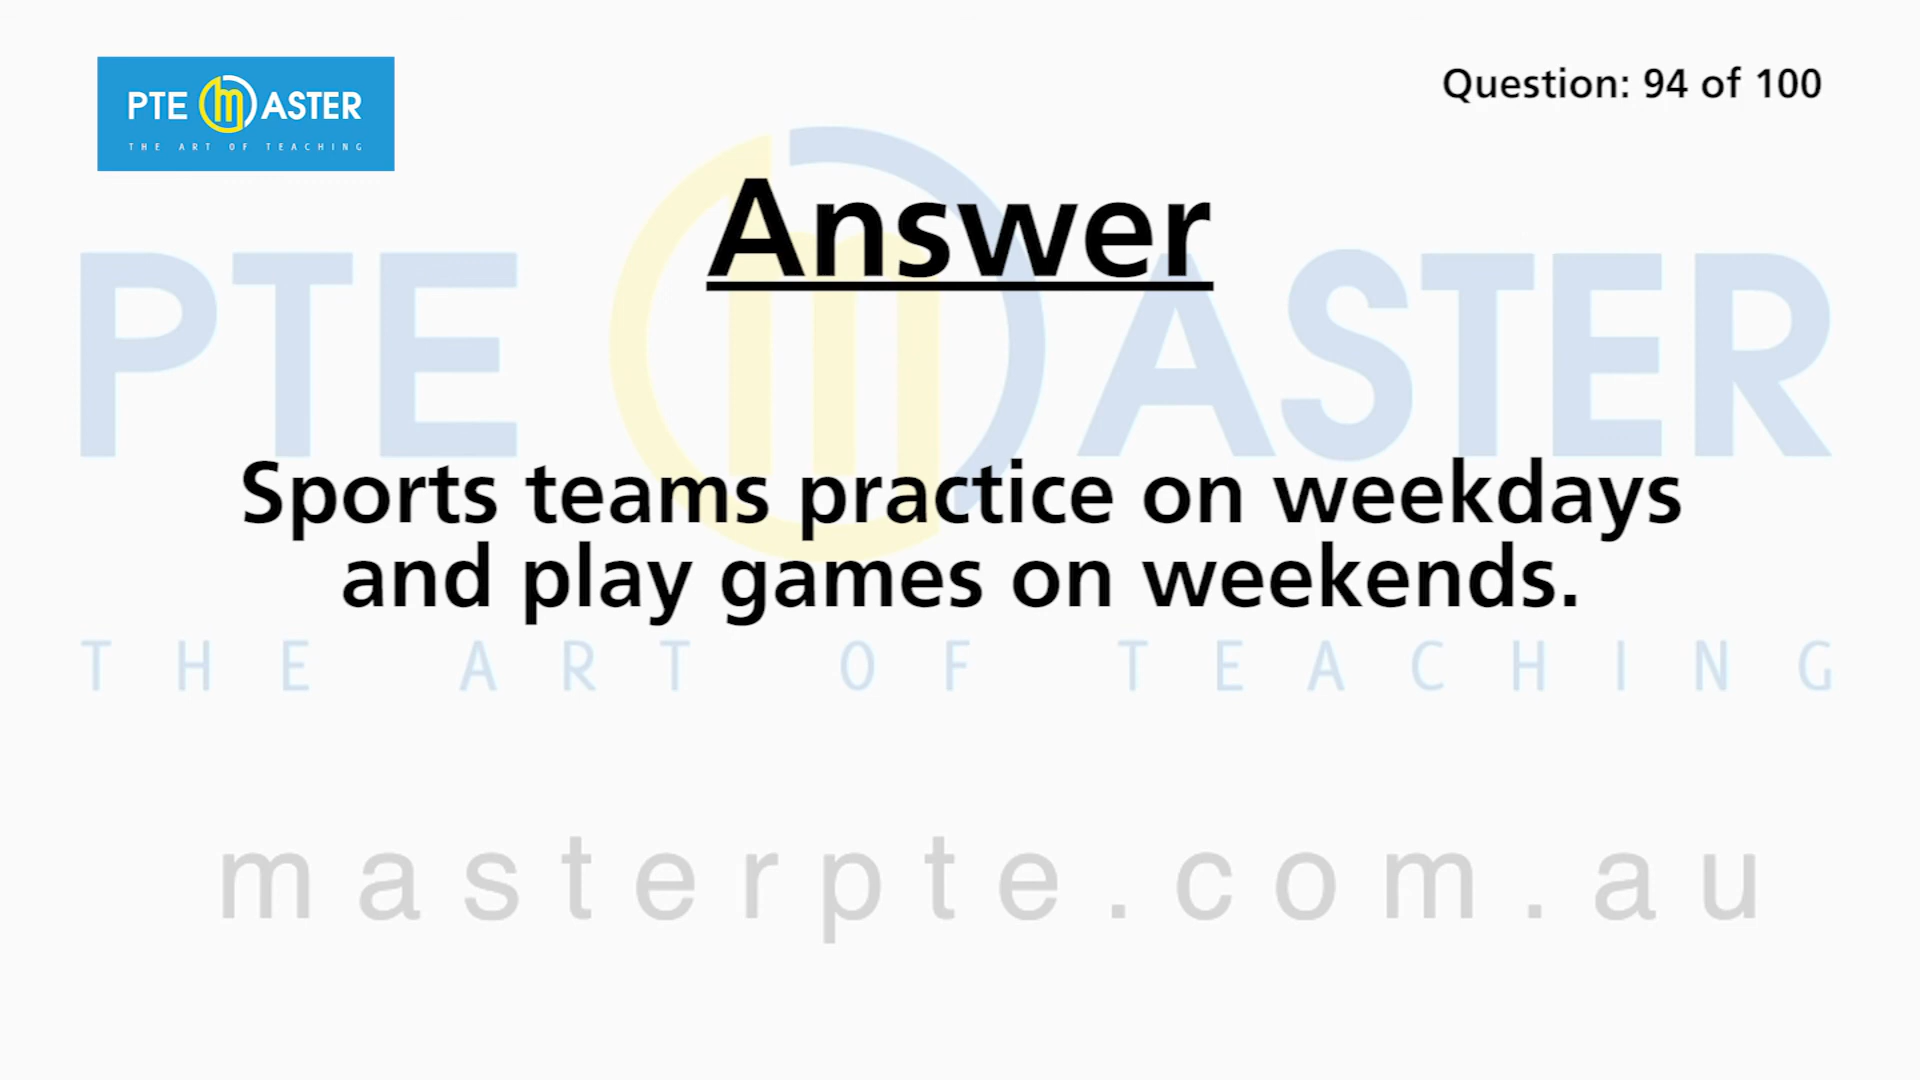 PTE MASTER
THE ART OF TEACHING
Question: 94 of 100
Answer
PTE MASTER
Sports teams practice on weekdays
and play games on weekends.
THE ART OF TEACHING
masterpte.com.au